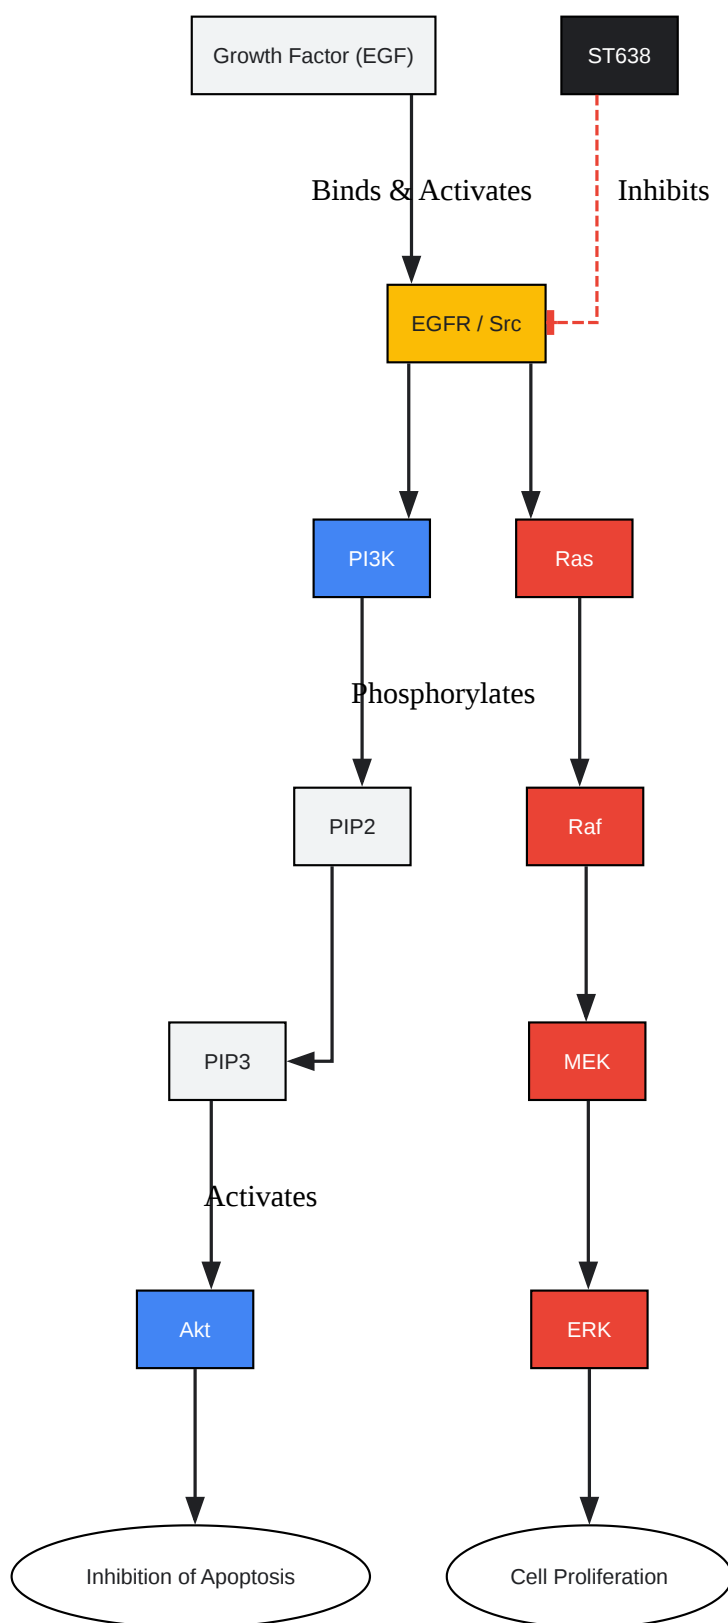 Growth Factor (EGF)
ST638
Binds & Activates
Inhibits
EGFR / Src
PI3K
Ras
Phosphorylates
PIP2
Raf
PIP3
MEK
Activates
Akt
ERK
Inhibition of Apoptosis
Cell Proliferation